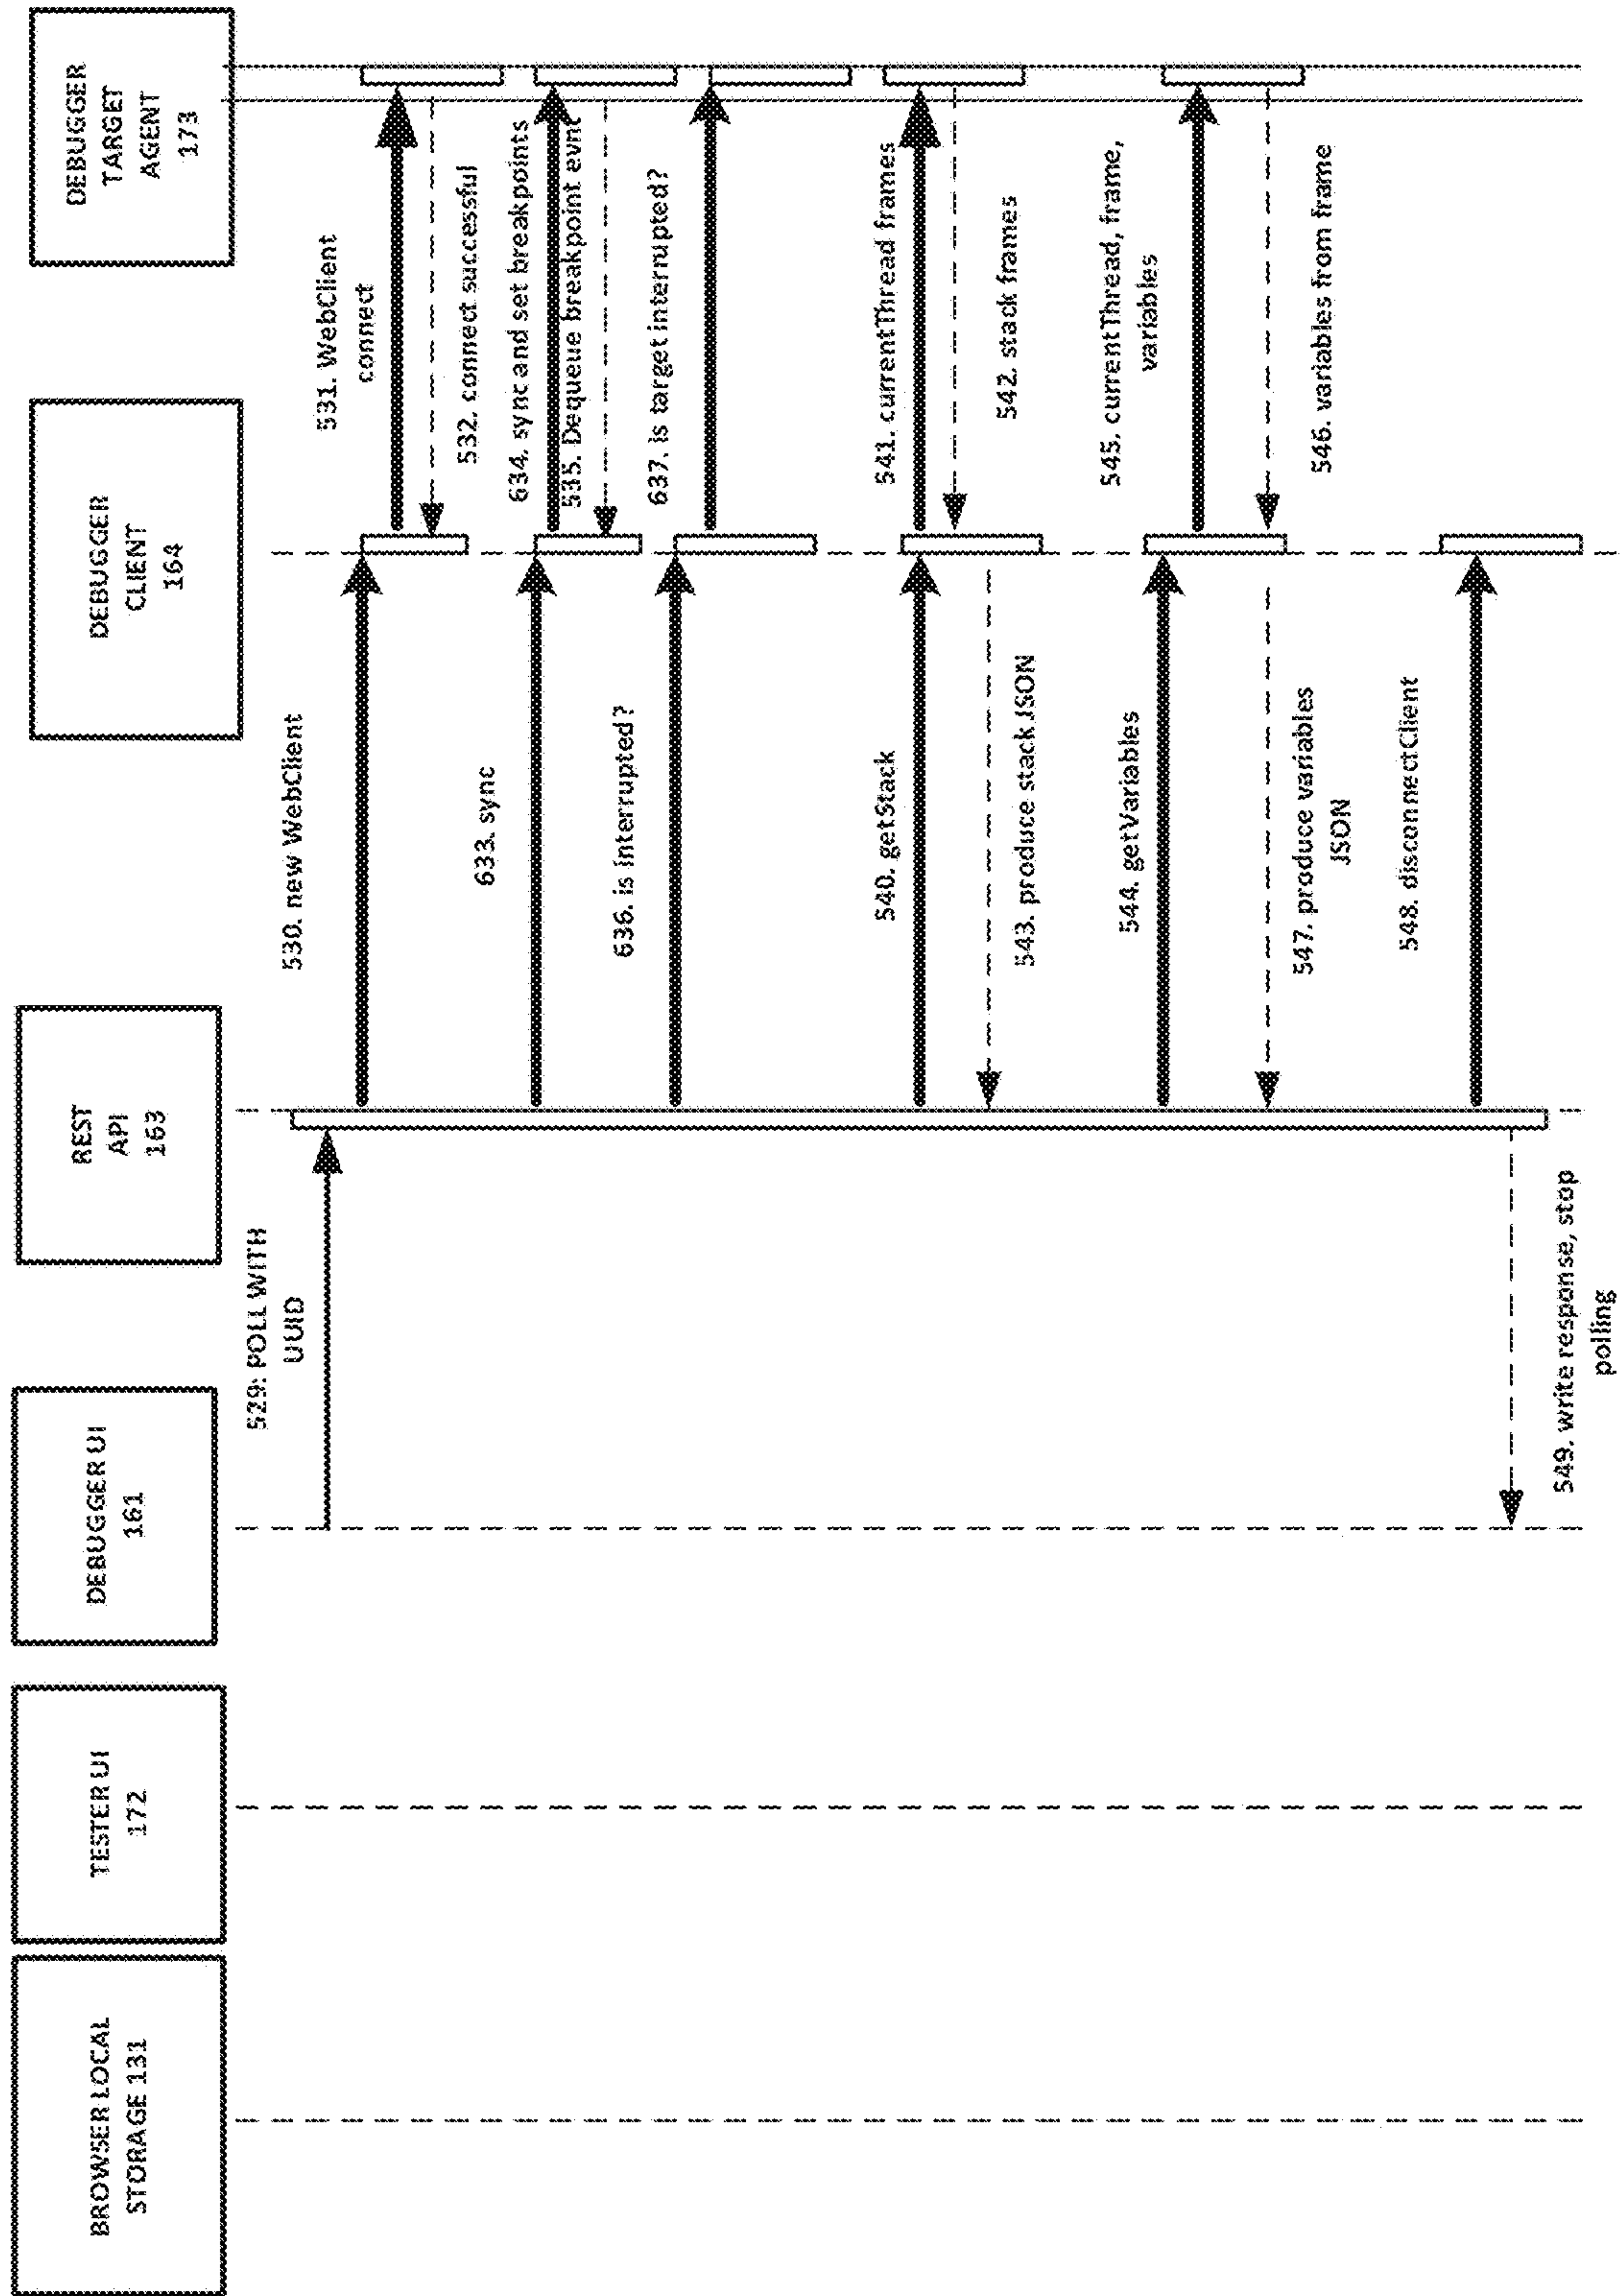 BROWSER LOCAL
STORAGE 131
TESTER UI
172
DEBUGGER UI
161
REST
API
163
DEBUGGER
CLIENT
164
DEBUGGER
TARGET
AGENT
173
529: POLL WITH
UUID
530. new WebClient
531. WebClient
connect
532. connect successful
633. sync
634. sync and set breakpoints
535. Dequeue breakpoint evnt
636. is interrupted?
637. is target interrupted?
540. getStack
541. currentThread frames
542. stack frames
543. produce stack JSON
544. getVariables
545. currentThread, frame,
variables
546. variables from frame
547. produce variables
JSON
548. disconnectClient
549. write response, stop
polling